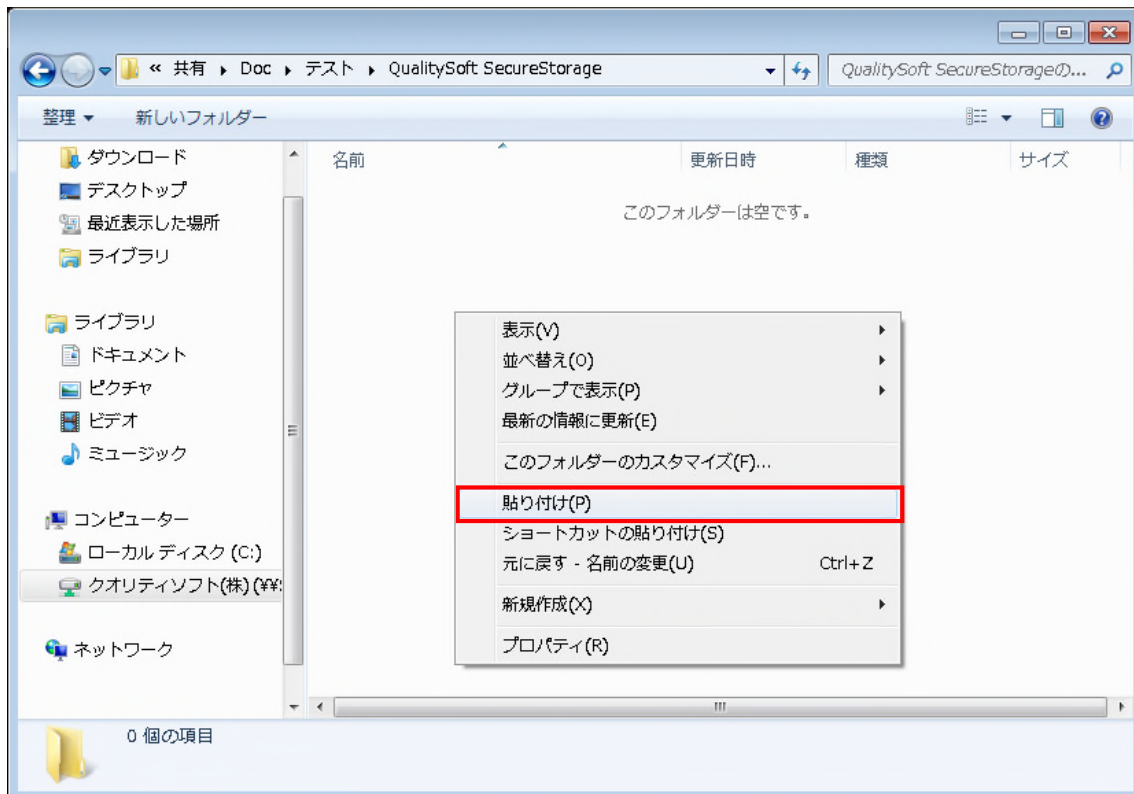 « 共有 ▸ Doc ▸ テスト ▸ QualitySoft SecureStorage
QualitySoft SecureStorageの...
整理 ▼ 新しいフォルダー
ダウンロード
デスクトップ
最近表示した場所
ライブラリ
ライブラリ
ドキュメント
ピクチャ
ビデオ
ミュージック
コンピューター
ローカル ディスク (C:)
クオリティソフト(株) (¥¥
ネットワーク
名前 更新日時 種類 サイズ
このフォルダーは空です。
表示(V)
並べ替え(O)
グループで表示(P)
最新の情報に更新(E)
このフォルダーのカスタマイズ(F)...
貼り付け(P)
ショートカットの貼り付け(S)
元に戻す - 名前の変更(U) Ctrl+Z
新規作成(X)
プロパティ(R)
0 個の項目